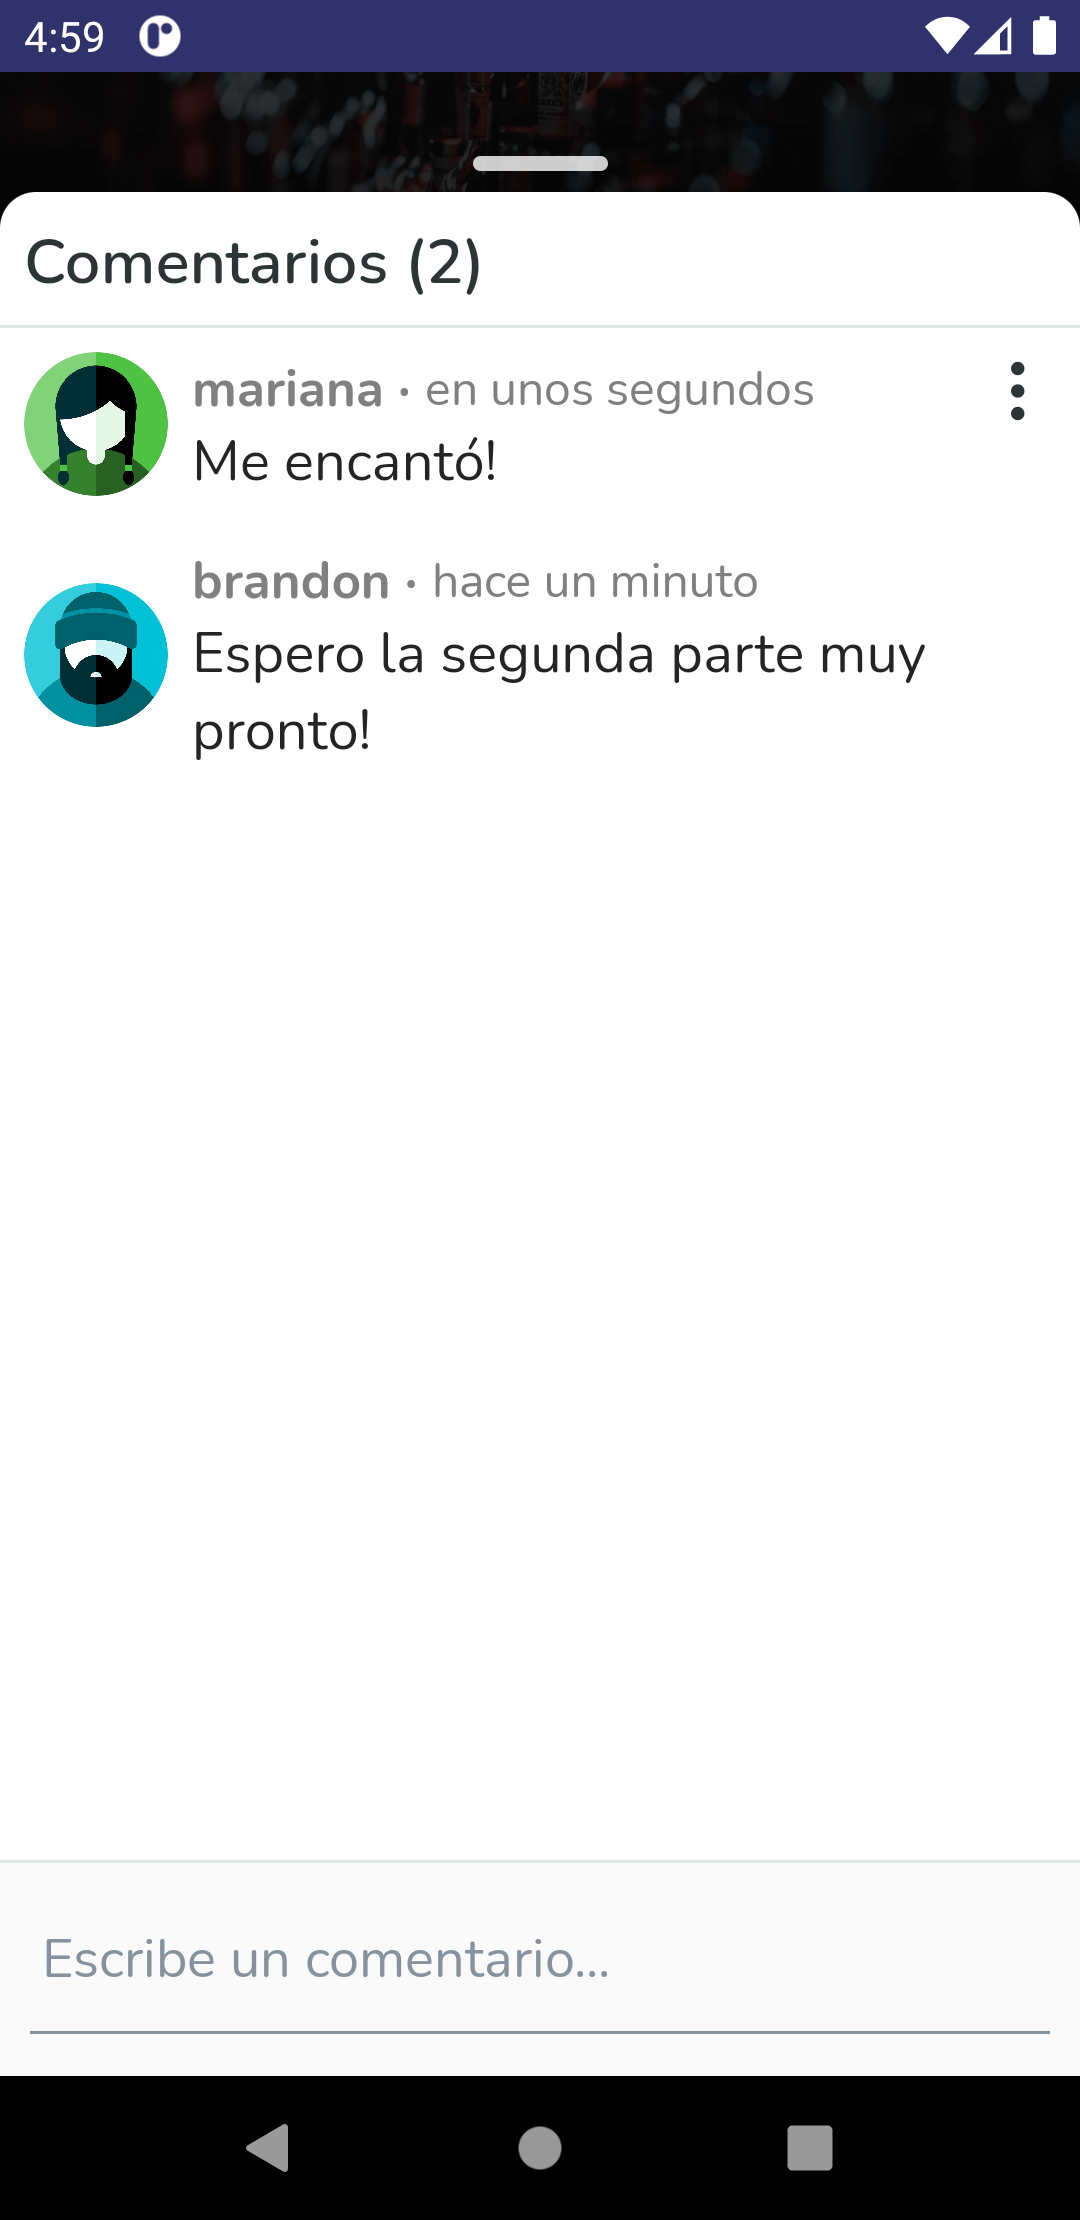 4:59
Comentarios (2)
mariana · en unos segundos
Me encantó!
brandon · hace un minuto
Espero la segunda parte muy
pronto!
Escribe un comentario...